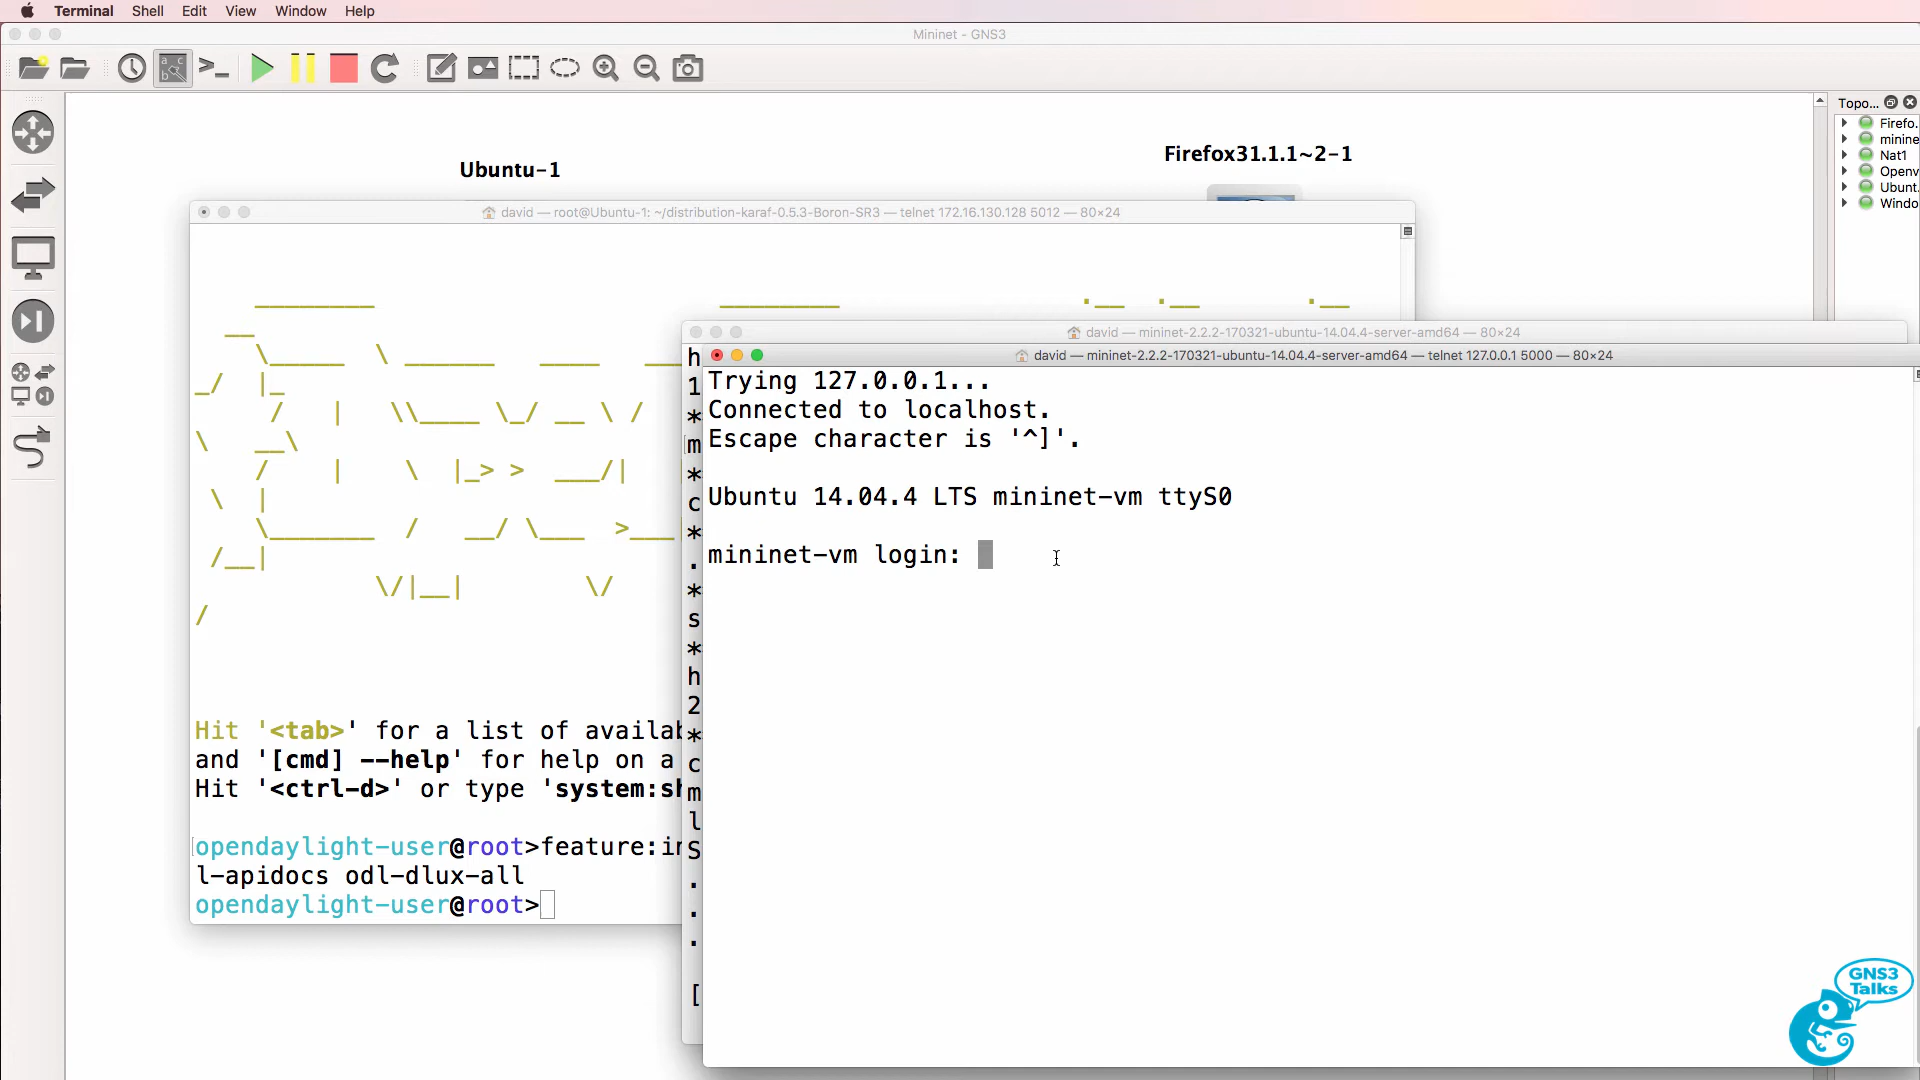 Terminal Shell Edit View Window Help
Mininet - GNS3
Topo...
Firefo.
minine
Nat1
Openv
Ubunt.
Windo
Ubuntu-1
Firefox31.1.1~2-1
david — root@Ubuntu-1: ~/distribution-karaf-0.5.3-Boron-SR3 — telnet 172.16.130.128 5012 — 80×24
Hit '<tab>' for a list of availab
and '[cmd] --help' for help on a
Hit '<ctrl-d>' or type 'system:sh
opendaylight-user@root>feature:in
l-apidocs odl-dlux-all
opendaylight-user@root>
david — mininet-2.2.2-170321-ubuntu-14.04.4-server-amd64 — 80×24
h
1
*
m
*
c
*
.
*
s
*
h
2
*
c
m
l
S
.
.
.
[
david — mininet-2.2.2-170321-ubuntu-14.04.4-server-amd64 — telnet 127.0.0.1 5000 — 80×24
Trying 127.0.0.1...
Connected to localhost.
Escape character is '^]'.
Ubuntu 14.04.4 LTS mininet-vm ttyS0
mininet-vm login:
GNS3
Talks